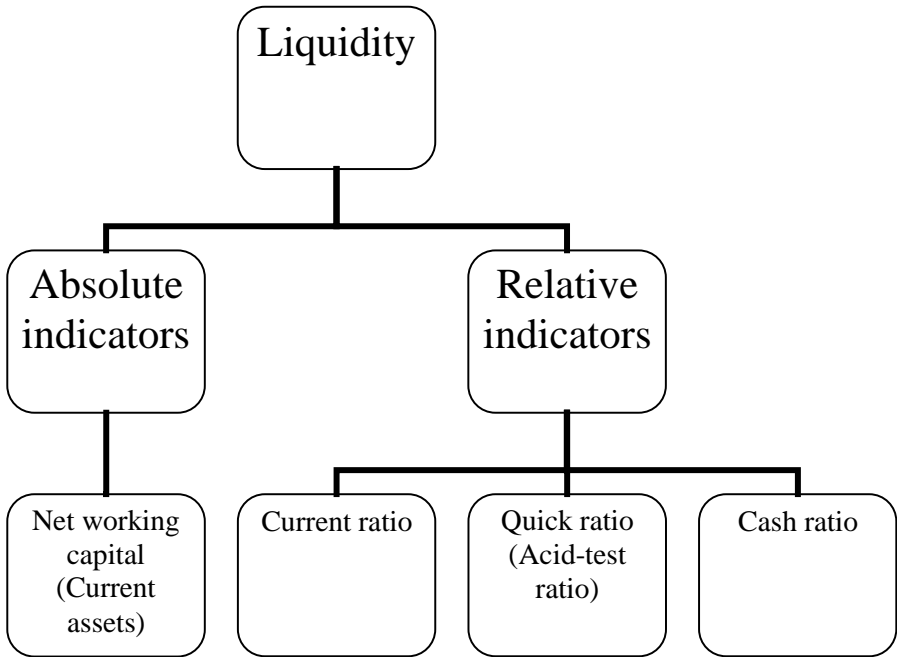 Liquidity
Absolute
indicators
Relative
indicators
Net working
capital
(Current
assets)
Current ratio
Quick ratio
(Acid-test
ratio)
Cash ratio